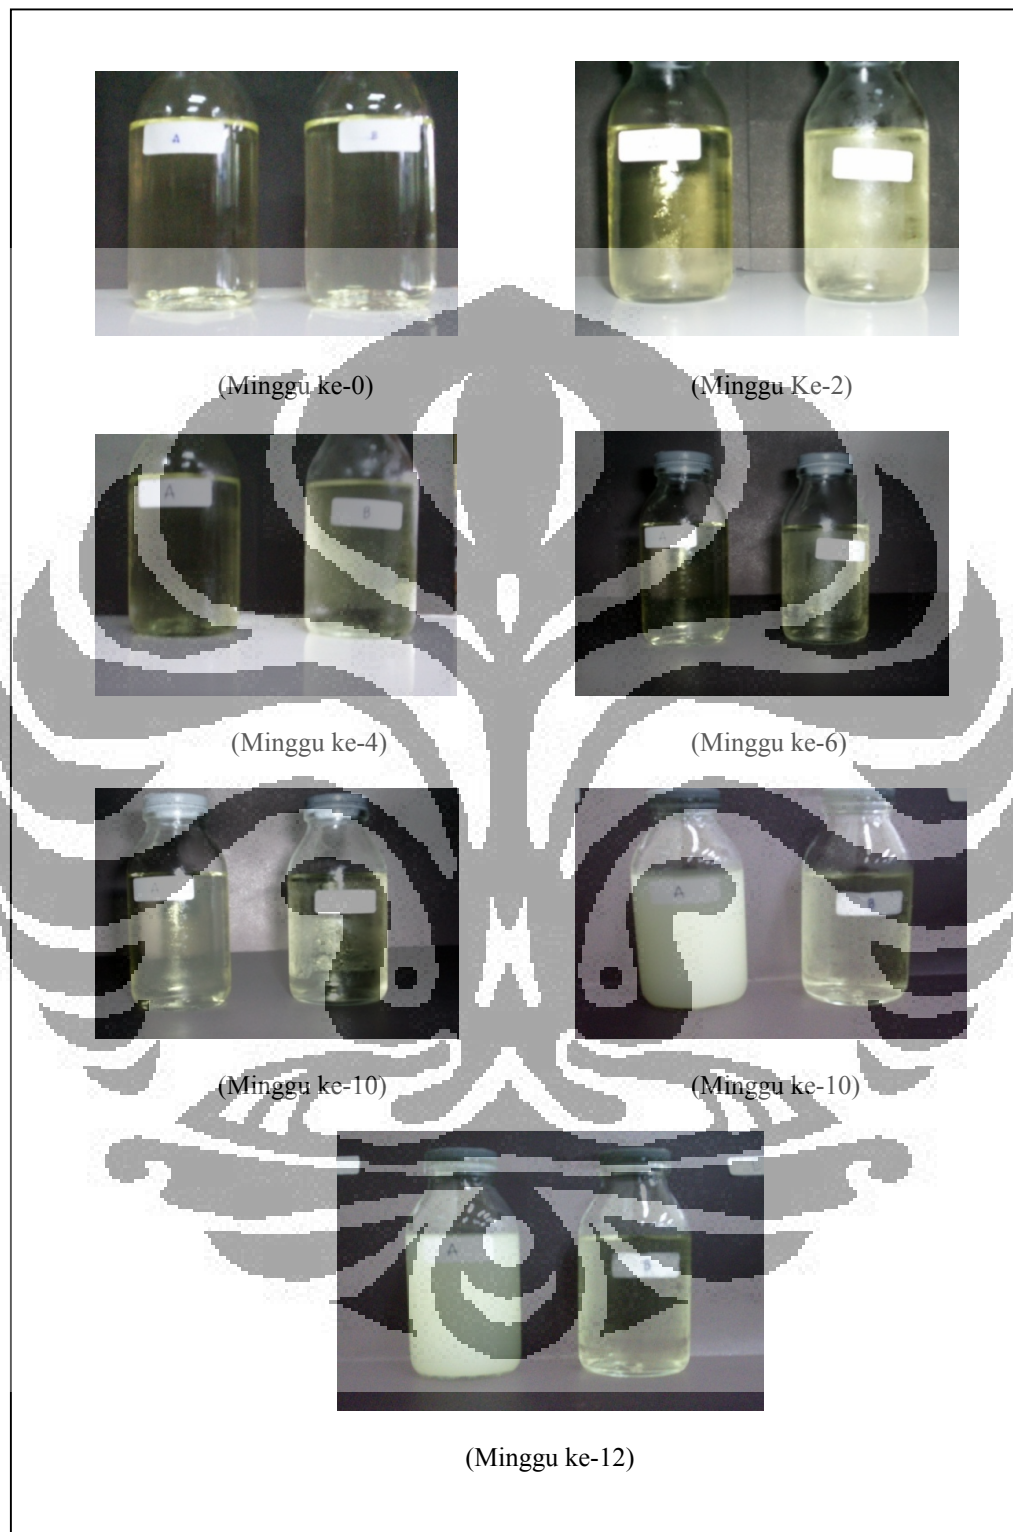 A B
(Minggu ke-0)
(Minggu Ke-2)
A B
A
(Minggu ke-4)
(Minggu ke-6)
A
A B
(Minggu ke-10)
(Minggu ke-10)
A B
(Minggu ke-12)